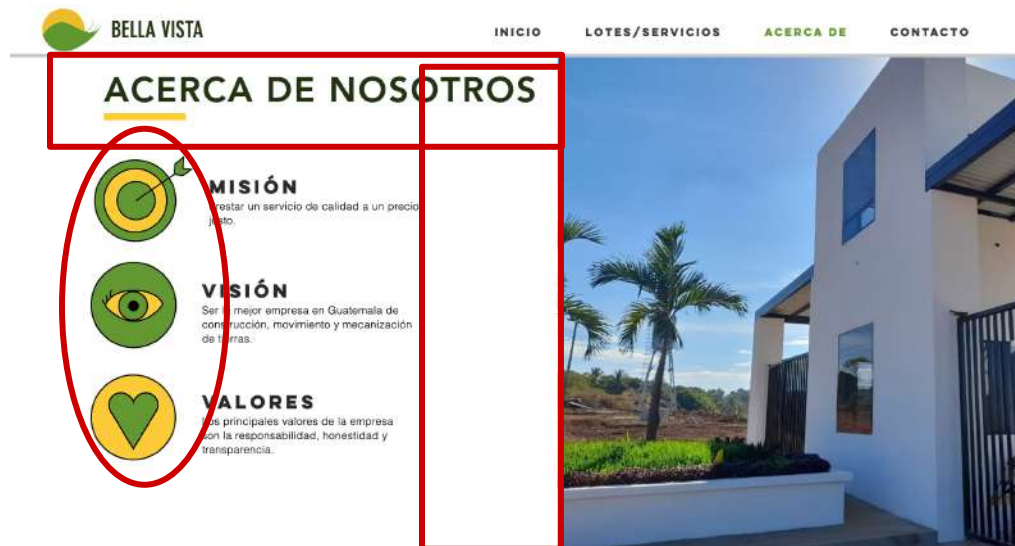 BELLA VISTA
INICIO LOTES/SERVICIOS ACERCA DE CONTACTO
ACERCA DE NOSOTROS
MISIÓN
Prestar un servicio de calidad a un precio
justo.
VISIÓN
Ser la mejor empresa en Guatemala de
construcción, movimiento y mecanización
de tierras.
VALORES
Los principales valores de la empresa
son la responsabilidad, honestidad y
transparencia.